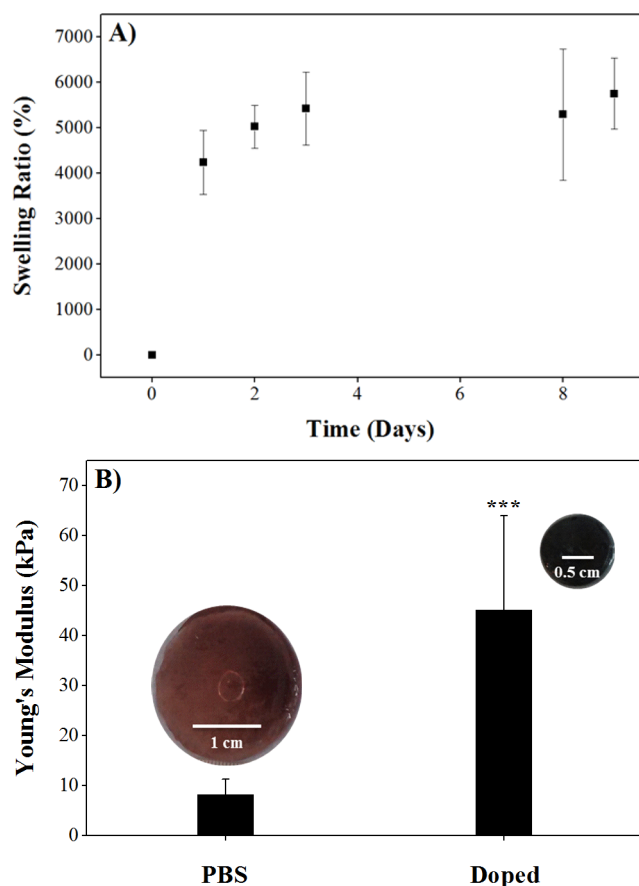 A)
Swelling Ratio (%)
7000
6000
5000
4000
3000
2000
1000
0
0 2 4 6 8
Time (Days)
B)
Young's Modulus (kPa)
70
60
50
40
30
20
10
0
***
0.5 cm
1 cm
PBS Doped